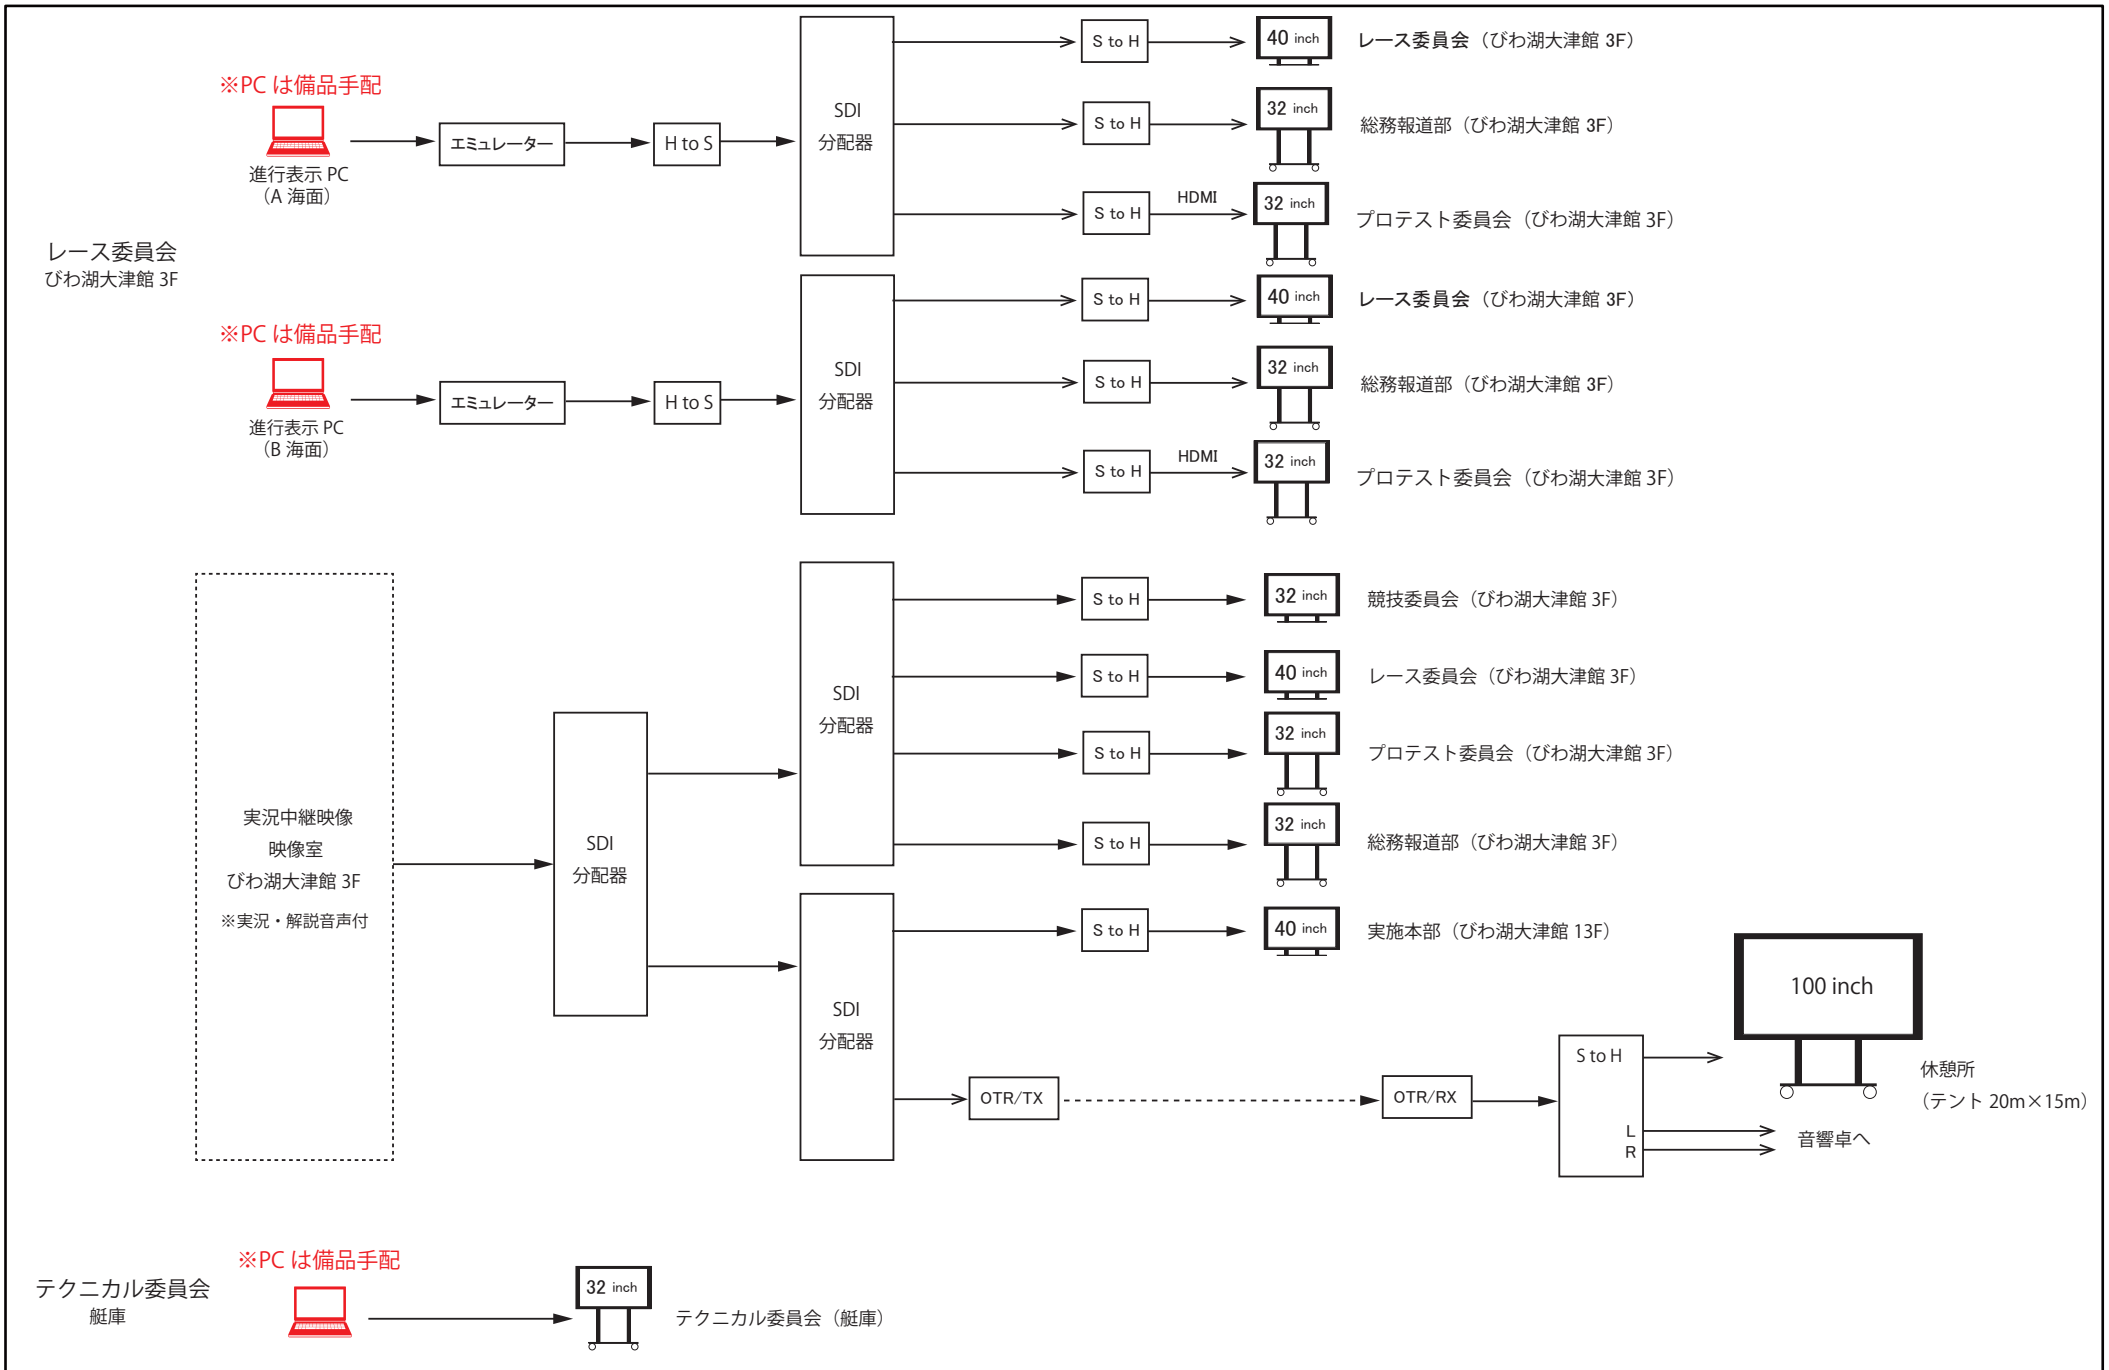 ※PC は備品手配
進行表示 PC
（A 海面）
エミュレーター
H to S
SDI
分配器
S to H
40 inch
レース委員会（びわ湖大津館 3F）
S to H
32 inch
総務報道部（びわ湖大津館 3F）
S to H
HDMI
32 inch
プロテスト委員会（びわ湖大津館 3F）
レース委員会
びわ湖大津館 3F
※PC は備品手配
進行表示 PC
（B 海面）
エミュレーター
H to S
SDI
分配器
S to H
40 inch
レース委員会（びわ湖大津館 3F）
S to H
32 inch
総務報道部（びわ湖大津館 3F）
S to H
HDMI
32 inch
プロテスト委員会（びわ湖大津館 3F）
実況中継映像
映像室
びわ湖大津館 3F
※実況・解説音声付
SDI
分配器
SDI
分配器
S to H
32 inch
競技委員会（びわ湖大津館 3F）
S to H
40 inch
レース委員会（びわ湖大津館 3F）
S to H
32 inch
プロテスト委員会（びわ湖大津館 3F）
S to H
32 inch
総務報道部（びわ湖大津館 3F）
SDI
分配器
S to H
40 inch
実施本部（びわ湖大津館 13F）
OTR/TX
OTR/RX
S to H
L
R
100 inch
休憩所
（テント 20m×15m）
音響卓へ
テクニカル委員会
艇庫
※PC は備品手配
32 inch
テクニカル委員会（艇庫）